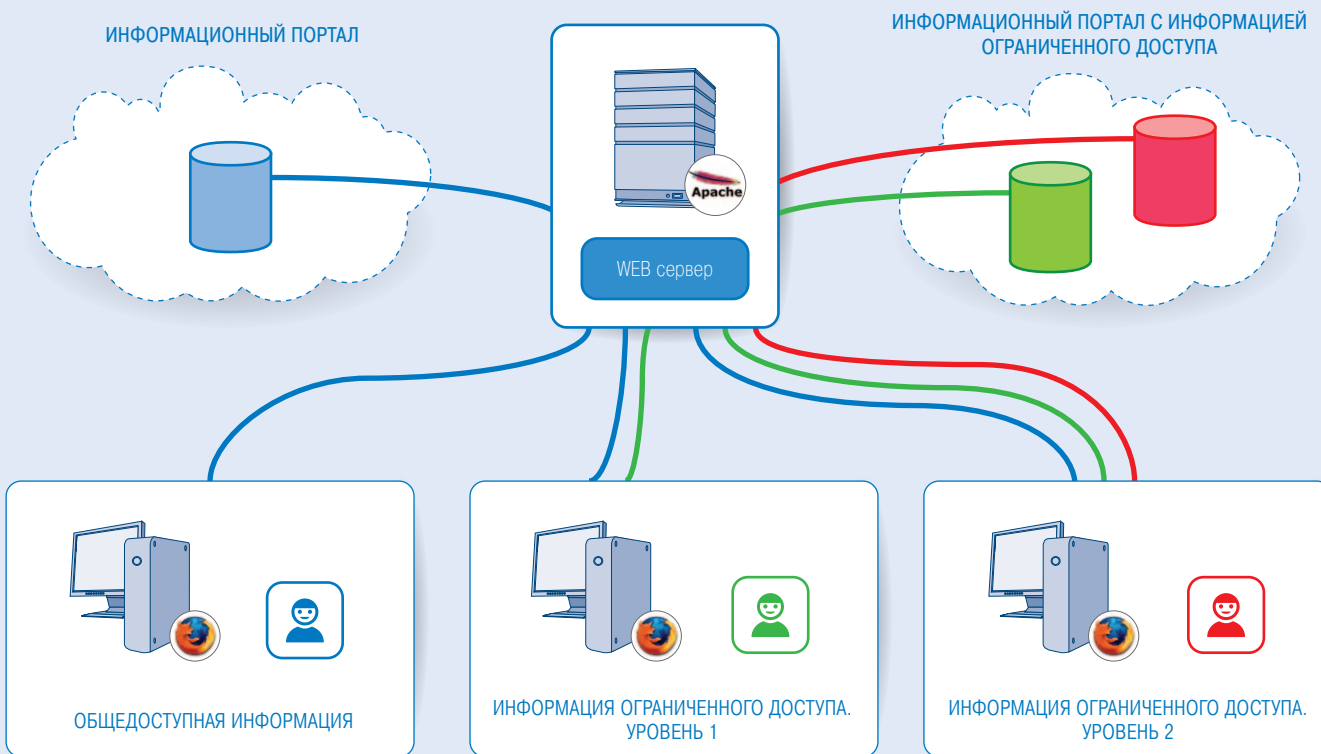 ИНФОРМАЦИОННЫЙ ПОРТАЛ
ИНФОРМАЦИОННЫЙ ПОРТАЛ С ИНФОРМАЦИЕЙ
ОГРАНИЧЕННОГО ДОСТУПА
Apache
WEB сервер
ОБЩЕДОСТУПНАЯ ИНФОРМАЦИЯ
ИНФОРМАЦИЯ ОГРАНИЧЕННОГО ДОСТУПА.
УРОВЕНЬ 1
ИНФОРМАЦИЯ ОГРАНИЧЕННОГО ДОСТУПА.
УРОВЕНЬ 2